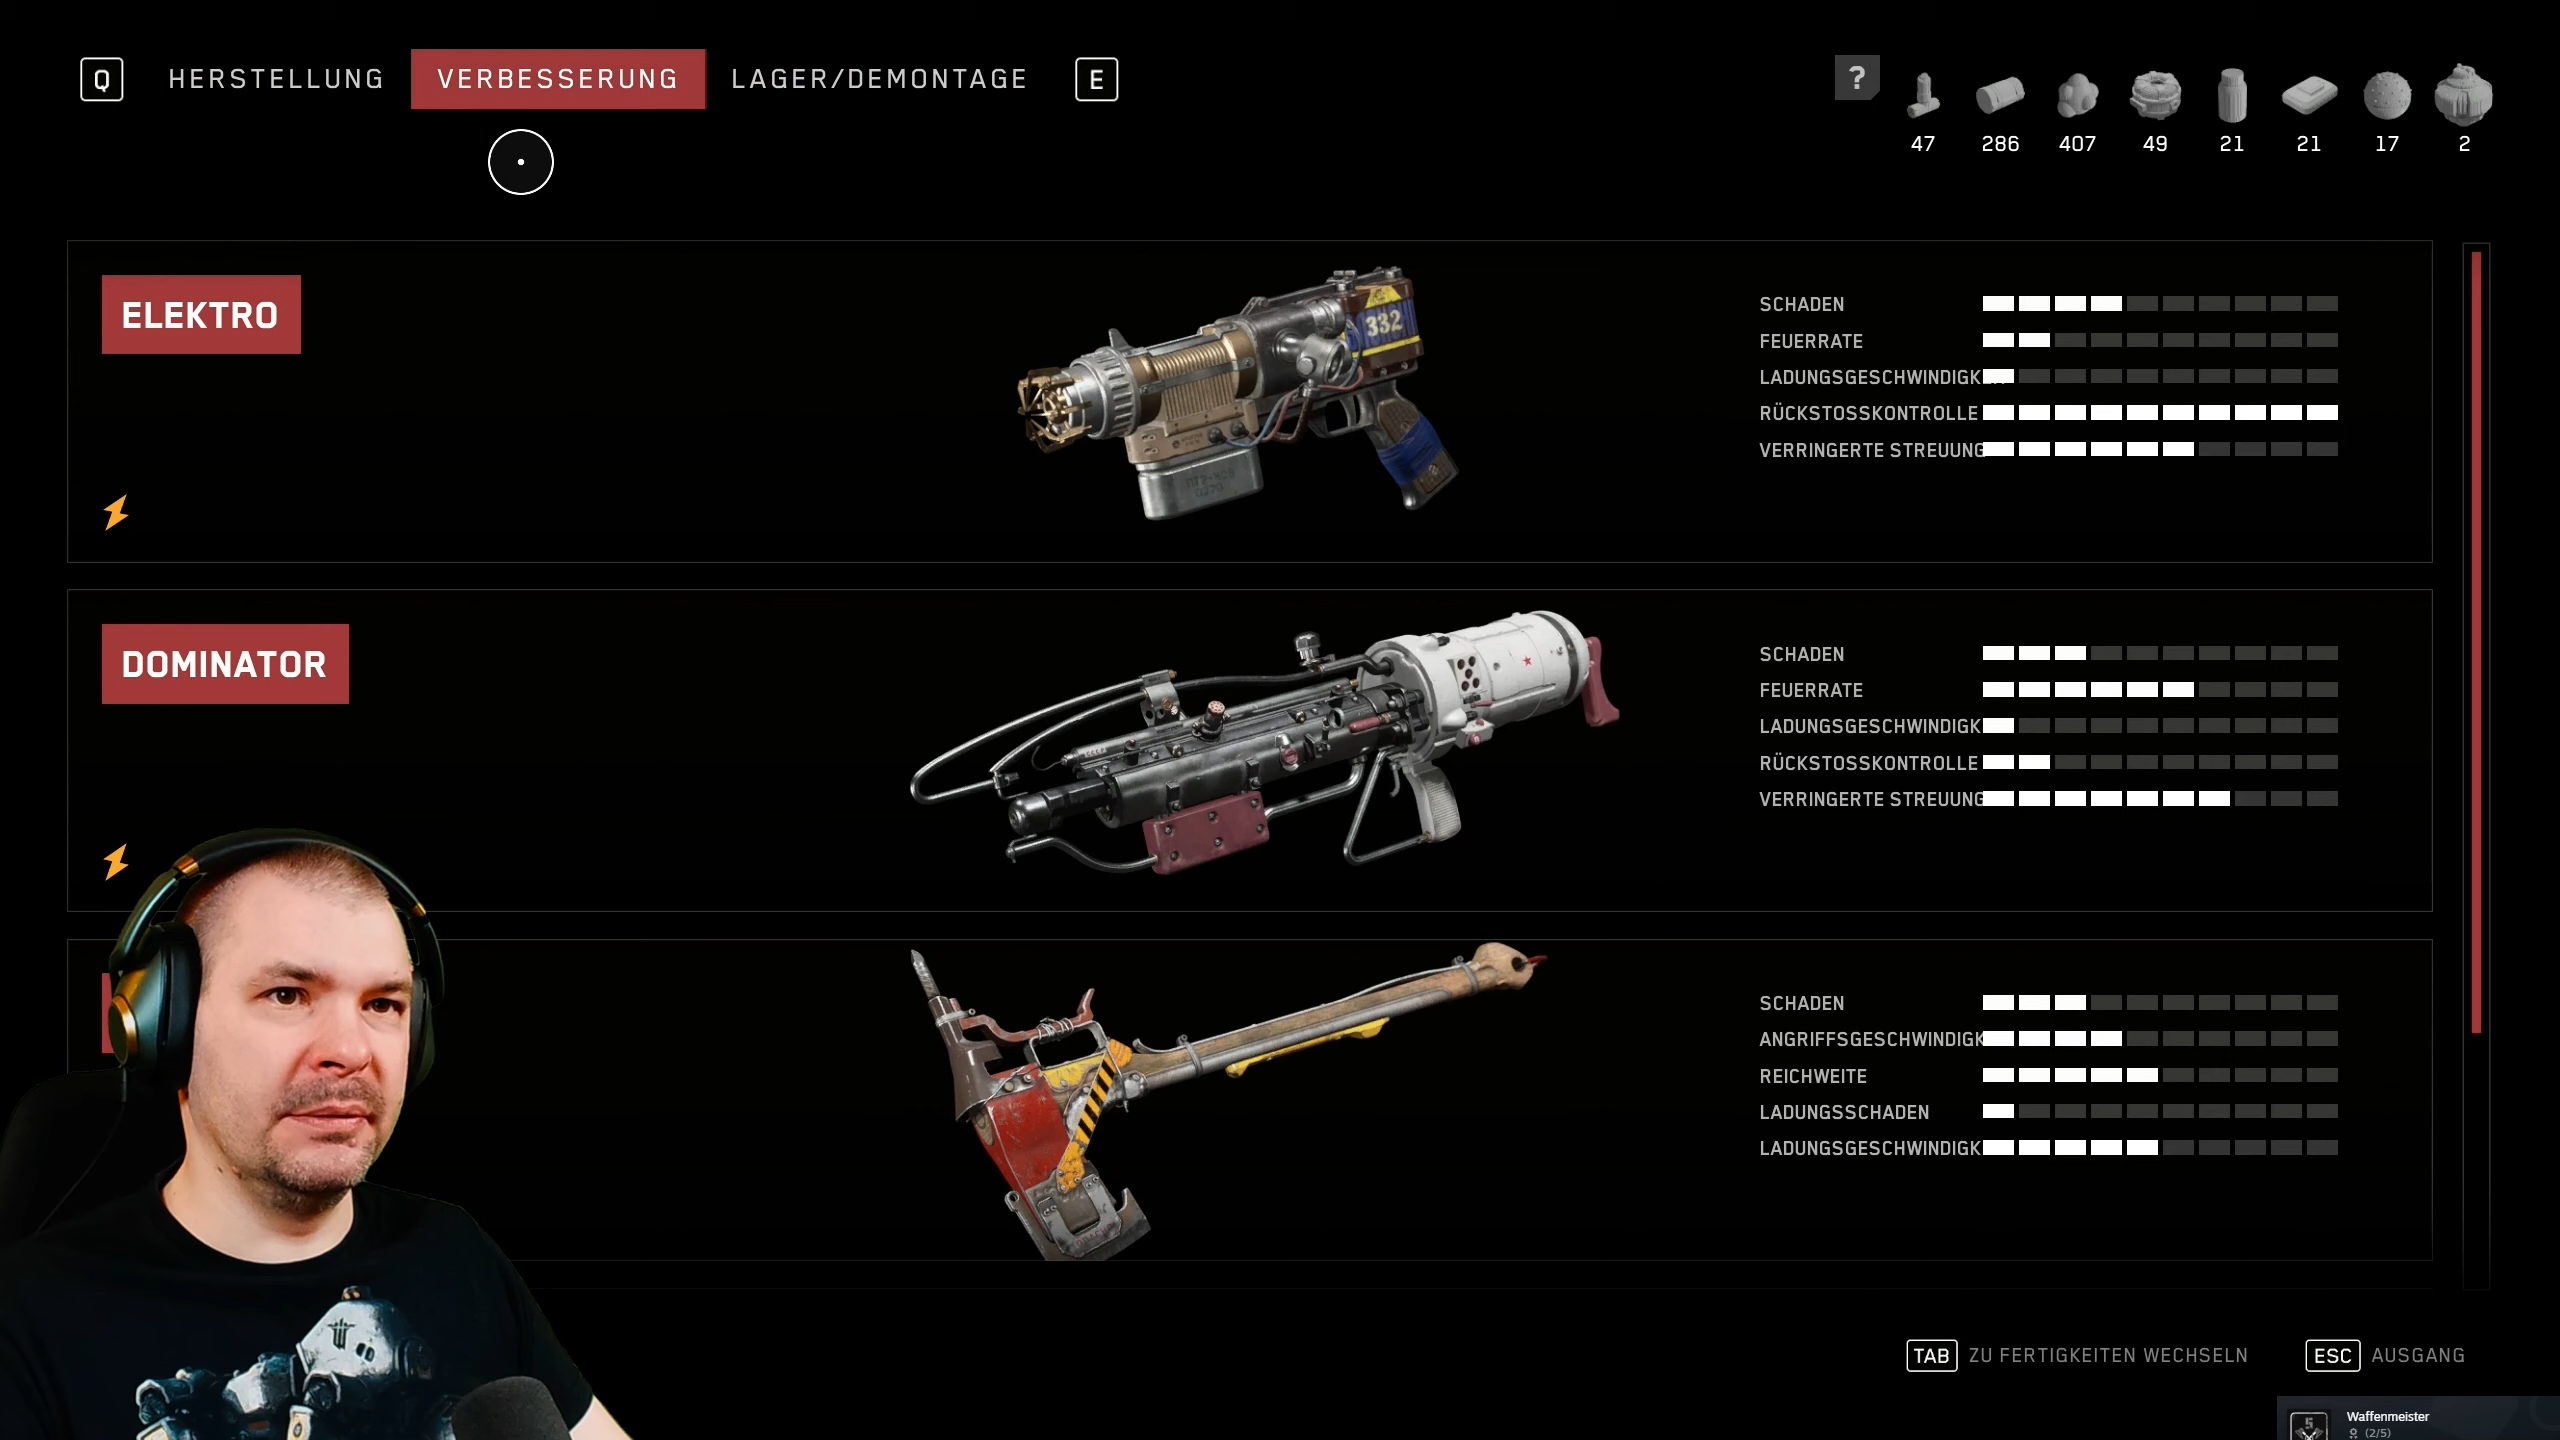 Q HERSTELLUNG VERBESSERUNG LAGER/DEMONTAGE E
?
47 286 407 49 21 21 17 2
ELEKTRO
332
SCHADEN
FEUERRATE
LADUNGSGESCHWINDIGK
RÜCKSTOSSKONTROLLE
VERRINGERTE STREUUNG
DOMINATOR
SCHADEN
FEUERRATE
LADUNGSGESCHWINDIGK
RÜCKSTOSSKONTROLLE
VERRINGERTE STREUUNG
SCHADEN
ANGRIFFSGESCHWINDIGK
REICHWEITE
LADUNGSSCHADEN
LADUNGSGESCHWINDIGK
TAB ZU FERTIGKEITEN WECHSELN ESC AUSGANG
5
Waffenmeister
(2/5)